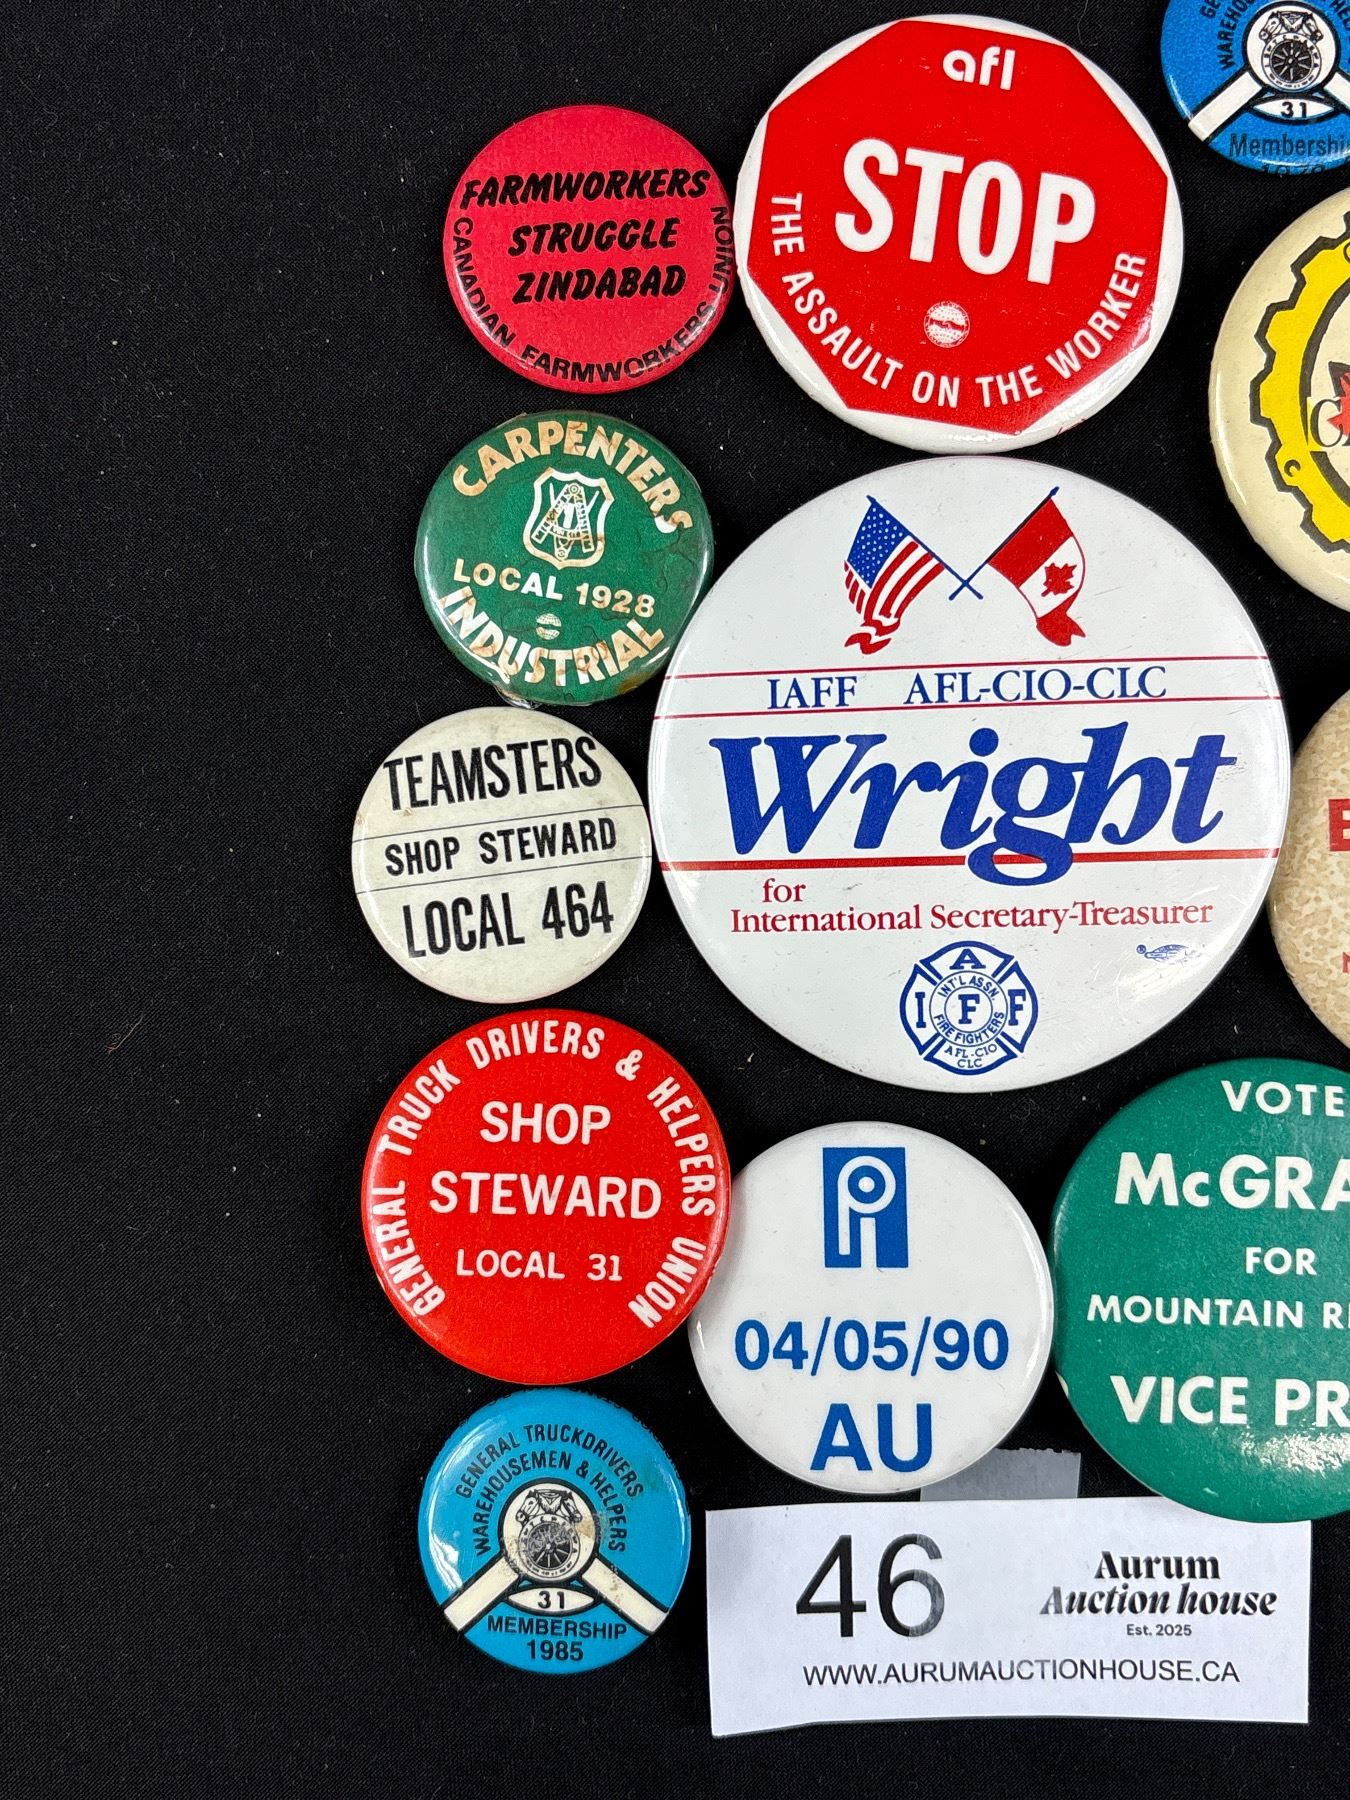 afl
STOP
THE ASSAULT ON THE WORKER
31
Membership
FARMWORKERS
STRUGGLE
ZINDABAD
CANADIAN FARMWORKERS UNION
CARPENTERS
LOCAL 1928
INDUSTRIAL
IAFF AFL-CIO-CLC
Wright
for
International Secretary-Treasurer
I A F F
INT'L ASSN.
F
FIRE FIGHTERS
AFL-CIO
CLC
TEAMSTERS
SHOP STEWARD
LOCAL 464
GENERAL TRUCK DRIVERS & HELPERS UNION
SHOP
STEWARD
LOCAL 31
04/05/90
AU
VOTE
McGRA
FOR
MOUNTAIN R
VICE PR
GENERAL TRUCKDRIVERS
WAREHOUSEMEN & HELPERS
31
MEMBERSHIP
1985
46
Aurum
Auction house
Est. 2025
WWW.AURUMAUCTIONHOUSE.CA